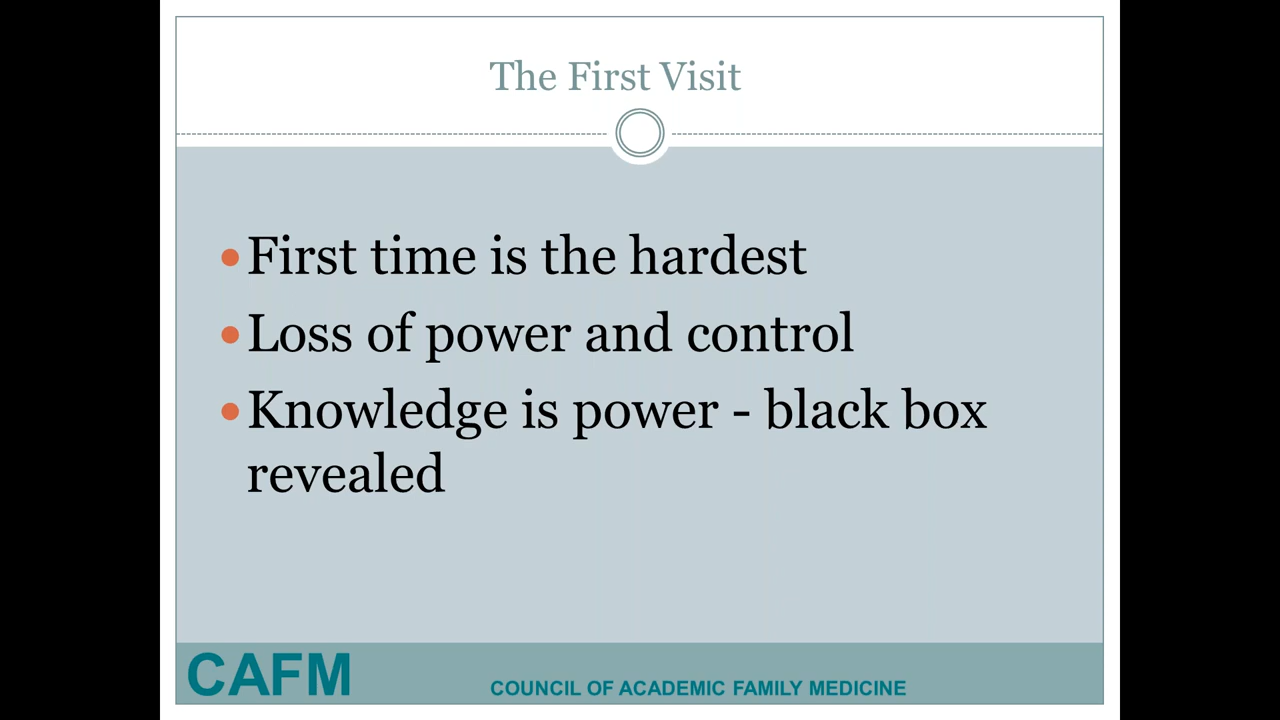 The First Visit
First time is the hardest
Loss of power and control
Knowledge is power - black box
revealed
CAFM
COUNCIL OF ACADEMIC FAMILY MEDICINE